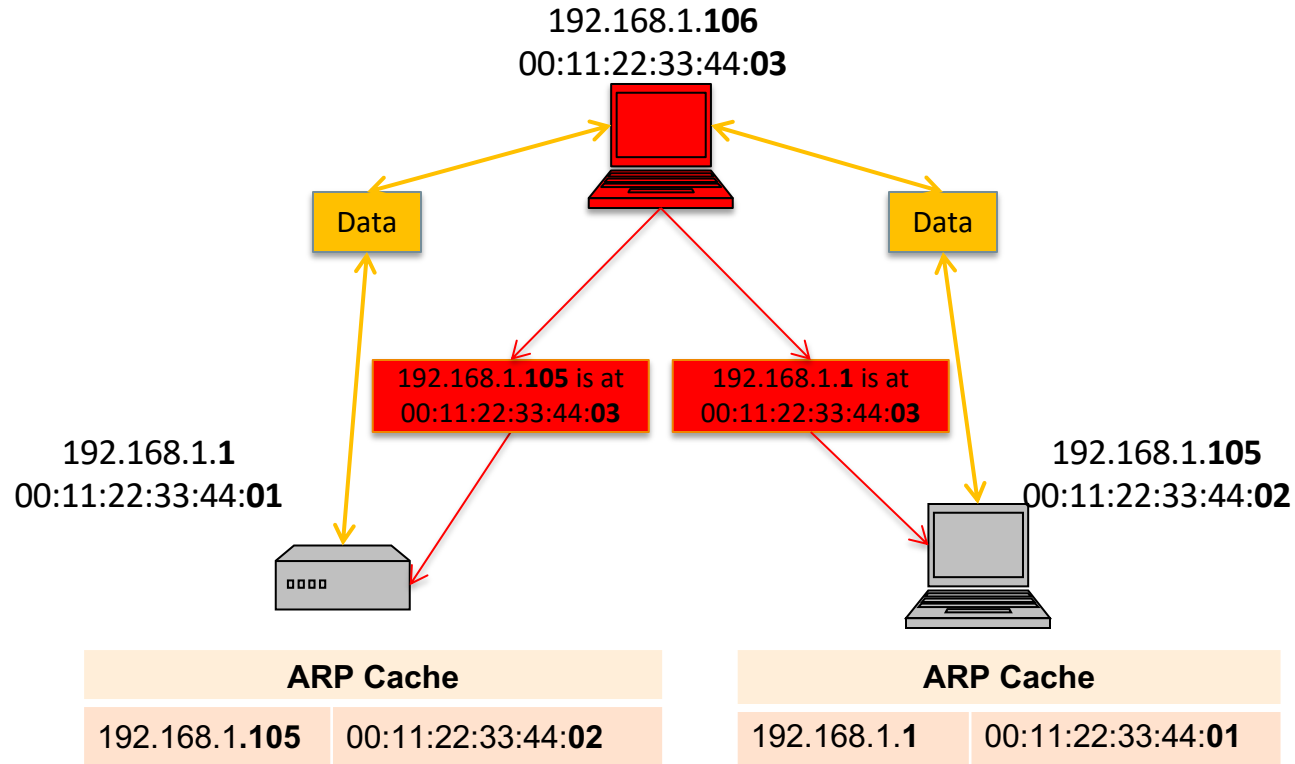 192.168.1.106
00:11:22:33:44:03
Data
Data
192.168.1.105 is at
00:11:22:33:44:03
192.168.1.1 is at
00:11:22:33:44:03
192.168.1.1
00:11:22:33:44:01
192.168.1.105
00:11:22:33:44:02
ARP Cache
192.168.1.105 00:11:22:33:44:02
ARP Cache
192.168.1.1 00:11:22:33:44:01